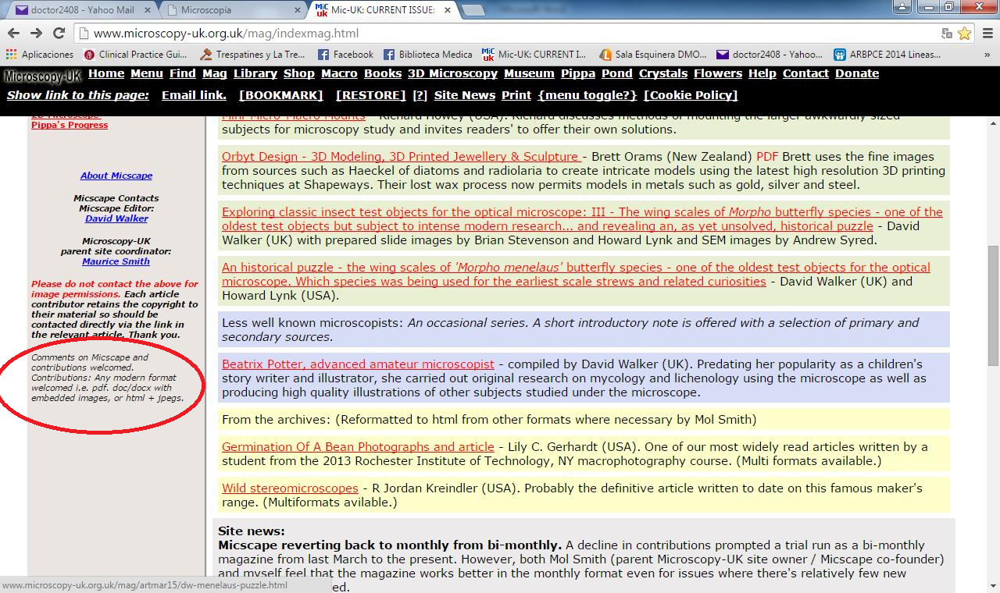 doctor2408 - Yahoo Mail
Microscopía
Mic-UK: CURRENT ISSUE:
www.microscopy-uk.org.uk/mag/indexmag.html
Aplicaciones Clinical Practice Gui... Trespatines y La Tre... Facebook Biblioteca Medica Mic-UK: CURRENT I... Sala Esquinera DMO... doctor2408 - Yahoo... ARBPCE 2014 Lineas... »
Microscopy-UK Home Menu Find Mag Library Shop Macro Books 3D Microscopy Museum Pippa Pond Crystals Flowers Help Contact Donate
Show link to this page: Email link. [BOOKMARK] [RESTORE] [?] Site News Print {menu toggle?} [Cookie Policy]
Pippa's Progress
About Micscape
Micscape Contacts
Micscape Editor:
David Walker
Microscopy-UK
parent site coordinator:
Maurice Smith
Please do not contact the above for
image permissions. Each article
contributor retains the copyright to
their material so should be
contacted directly via the link in
the relevant article. Thank you.
Comments on Micscape and
contributions welcomed.
Contributions: Any modern format
welcomed i.e. pdf. doc/docx with
embedded images, or html + jpegs.
Mini-Micro-Macro Mounts - Richard Howey (USA). Richard discusses methods of mounting the larger awkwardly sized
subjects for microscopy study and invites readers' to offer their own solutions.
Orbyt Design - 3D Modeling, 3D Printed Jewellery & Sculpture - Brett Orams (New Zealand) PDF Brett uses the fine images
from sources such as Haeckel of diatoms and radiolaria to create intricate models using the latest high resolution 3D printing
techniques at Shapeways. Their lost wax process now permits models in metals such as gold, silver and steel.
Exploring classic insect test objects for the optical microscope: III - The wing scales of Morpho butterfly species - one of the
oldest test objects but subject to intense modern research... and revealing an, as yet unsolved, historical puzzle - David
Walker (UK) with prepared slide images by Brian Stevenson and Howard Lynk and SEM images by Andrew Syred.
An historical puzzle - the wing scales of 'Morpho menelaus' butterfly species - one of the oldest test objects for the optical
microscope. Which species was being used for the earliest scale strews and related curiosities - David Walker (UK) and
Howard Lynk (USA).
Less well known microscopists: An occasional series. A short introductory note is offered with a selection of primary and
secondary sources.
Beatrix Potter, advanced amateur microscopist - compiled by David Walker (UK). Predating her popularity as a children's
story writer and illustrator, she carried out original research on mycology and lichenology using the microscope as well as
producing high quality illustrations of other subjects studied under the microscope.
From the archives: (Reformatted to html from other formats where necessary by Mol Smith)
Germination Of A Bean Photographs and article - Lily C. Gerhardt (USA). One of our most widely read articles written by a
student from the 2013 Rochester Institute of Technology, NY macrophotography course. (Multi formats available.)
Wild stereomicroscopes - R Jordan Kreindler (USA). Probably the definitive article written to date on this famous maker's
range. (Multiformats avilable.)
Site news:
Micscape reverting back to monthly from bi-monthly. A decline in contributions prompted a trial run as a bi-monthly
magazine from last March to the present. However, both Mol Smith (parent Microscopy-UK site owner / Micscape co-founder)
and myself feel that the magazine works better in the monthly format even for issues where there's relatively few new
ed.
www.microscopy-uk.org.uk/mag/artmar15/dw-menelaus-puzzle.html